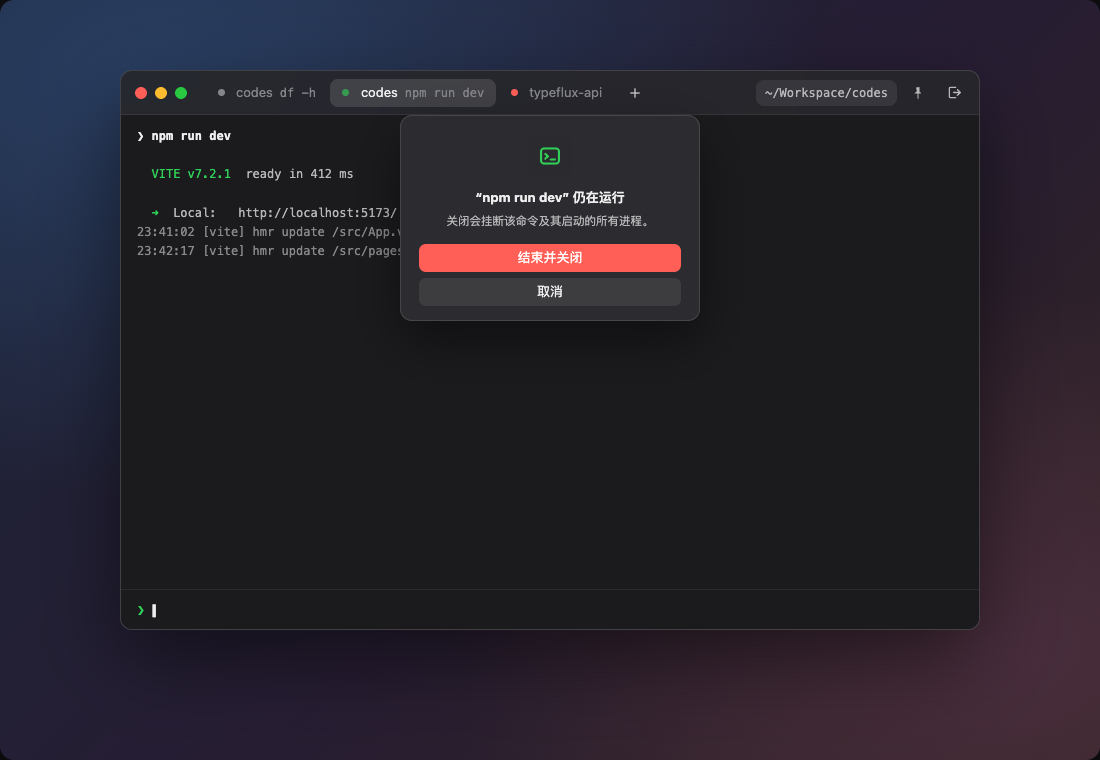 codes df -h codes npm run dev typeflux-api + ~/Workspace/codes
❯ npm run dev
VITE v7.2.1 ready in 412 ms
➜ Local: http://localhost:5173/
23:41:02 [vite] hmr update /src/App.v
23:42:17 [vite] hmr update /src/pages
“npm run dev” 仍在运行
关闭会挂断该命令及其启动的所有进程。
结束并关闭
取消
❯